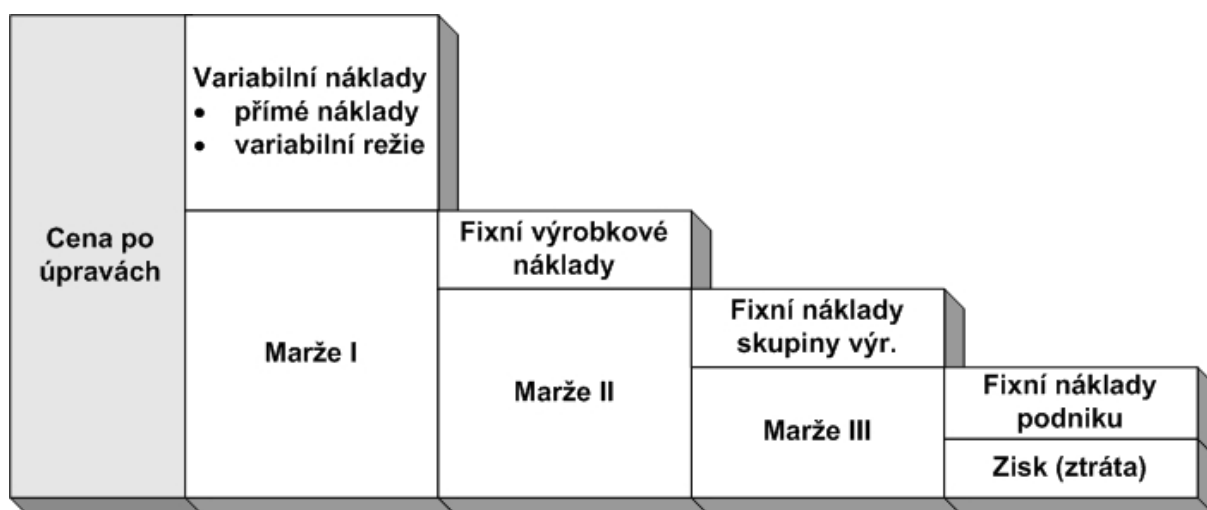 Cena po
úpravách
Variabilní náklady
• přímé náklady
• variabilní režie
Marže I
Fixní výrobkové
náklady
Marže II
Fixní náklady
skupiny výr.
Marže III
Fixní náklady
podniku
Zisk (ztráta)